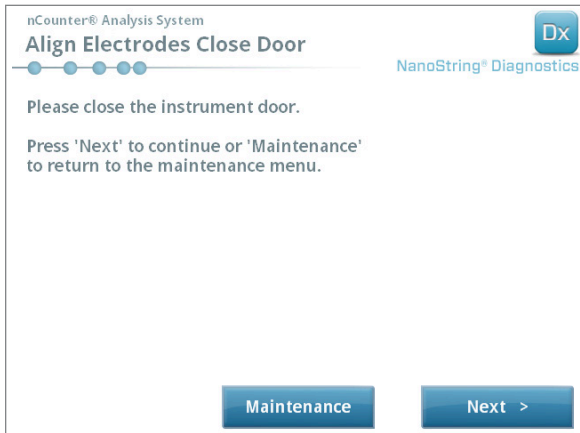 nCounter® Analysis System
Align Electrodes Close Door
Dx
NanoString® Diagnostics
Please close the instrument door.
Press 'Next' to continue or 'Maintenance'
to return to the maintenance menu.
Maintenance
Next >